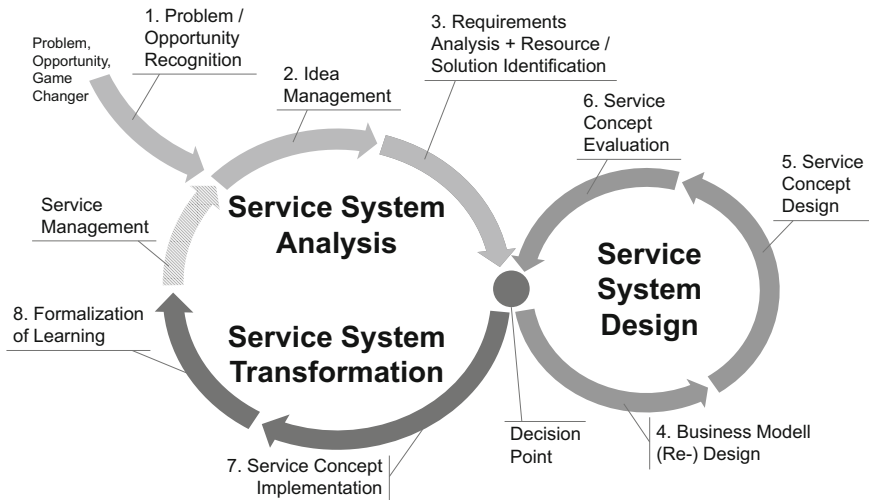 1. Problem /
Opportunity
Recognition
Problem,
Opportunity,
Game
Changer
2. Idea
Management
3. Requirements
Analysis + Resource /
Solution Identification
6. Service
Concept
Evaluation
5. Service
Concept
Design
Service
Management
Service System
Analysis
Service
System
Design
8. Formalization
of Learning
Service System
Transformation
Decision
Point
4. Business Modell
(Re-) Design
7. Service Concept
Implementation